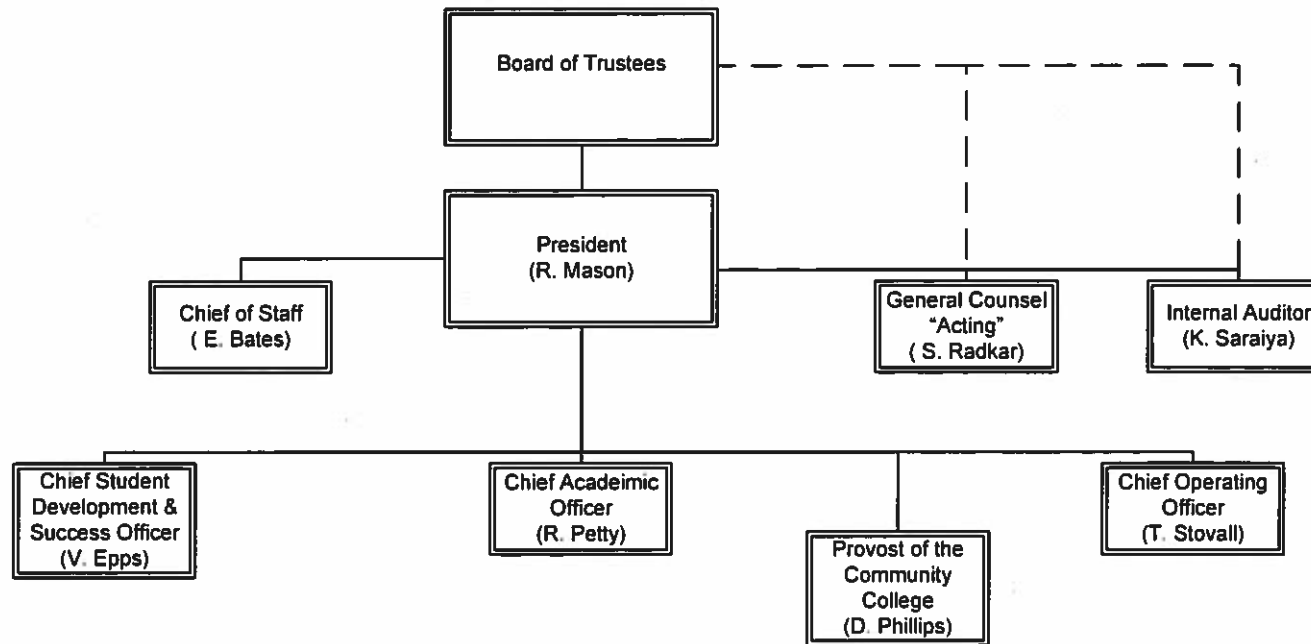 Board of Trustees
President
(R. Mason)
Chief of Staff
( E. Bates)
General Counsel
“Acting”
( S. Radkar)
Internal Auditor
(K. Saraiya)
Chief Student
Development &
Success Officer
(V. Epps)
Chief Acadeimic
Officer
(R. Petty)
Provost of the
Community
College
(D. Phillips)
Chief Operating
Officer
(T. Stovall)